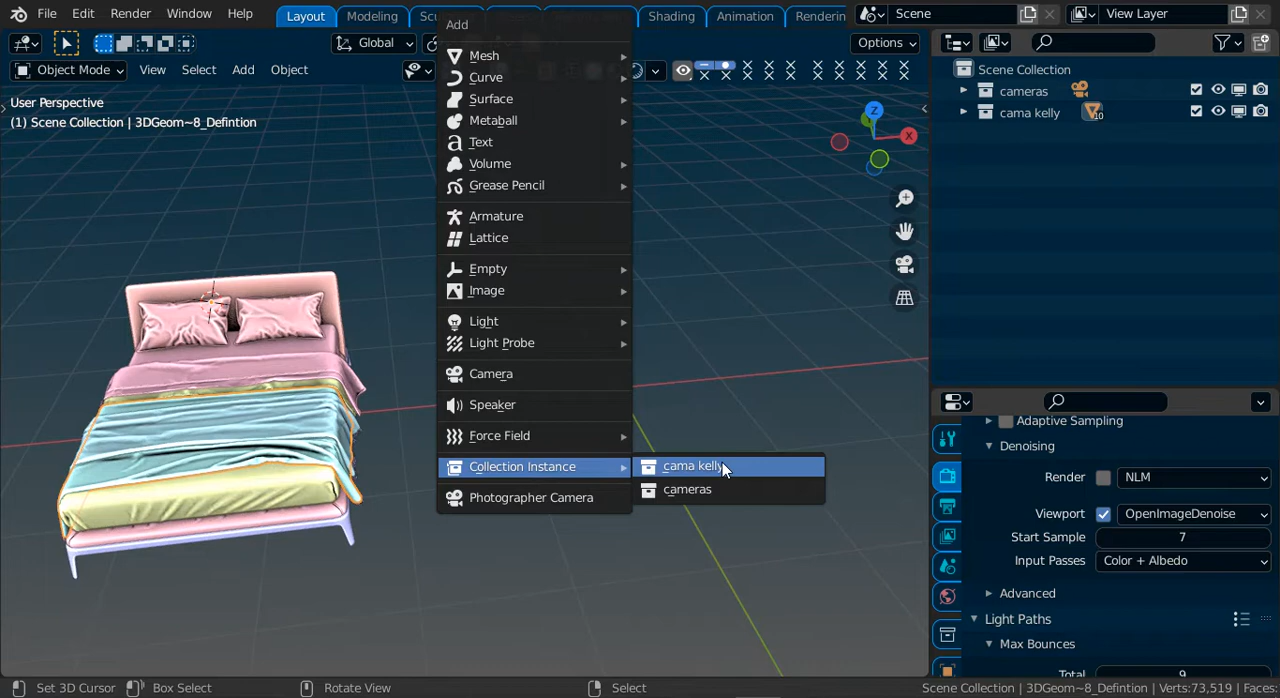 File Edit Render Window Help Layout Modeling Shading Animation Scene View Layer
Global Options
Object Mode View Select Add Object
User Perspective
(1) Scene Collection | 3DGeom~8_Defintion
Add
Mesh
Curve
Surface
Metaball
Text
Volume
Grease Pencil
Armature
Lattice
Empty
Image
Light
Light Probe
Camera
Speaker
Force Field
Collection Instance
Photographer Camera
cama kelly
cameras
Z
X
Scene Collection
cameras
cama kelly 10
Adaptive Sampling
Denoising
Render NLM
Viewport OpenImageDenoise
Start Sample 7
Input Passes Color + Albedo
Advanced
Light Paths
Max Bounces
Total 9
Set 3D Cursor Box Select Rotate View Select Scene Collection | 3DGeom~8_Defintion | Verts:73,519 | Faces: